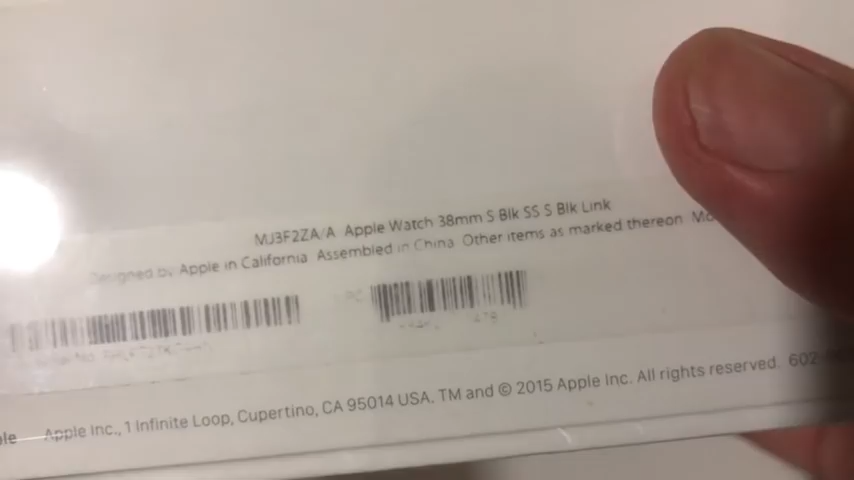 MJ3F2ZA/A Apple Watch 38mm S Blk SS S Blk Link
Designed by Apple in California Assembled in China Other items as marked thereon
Apple Inc., 1 Infinite Loop, Cupertino, CA 95014 USA. TM and © 2015 Apple Inc. All rights reserved. 602